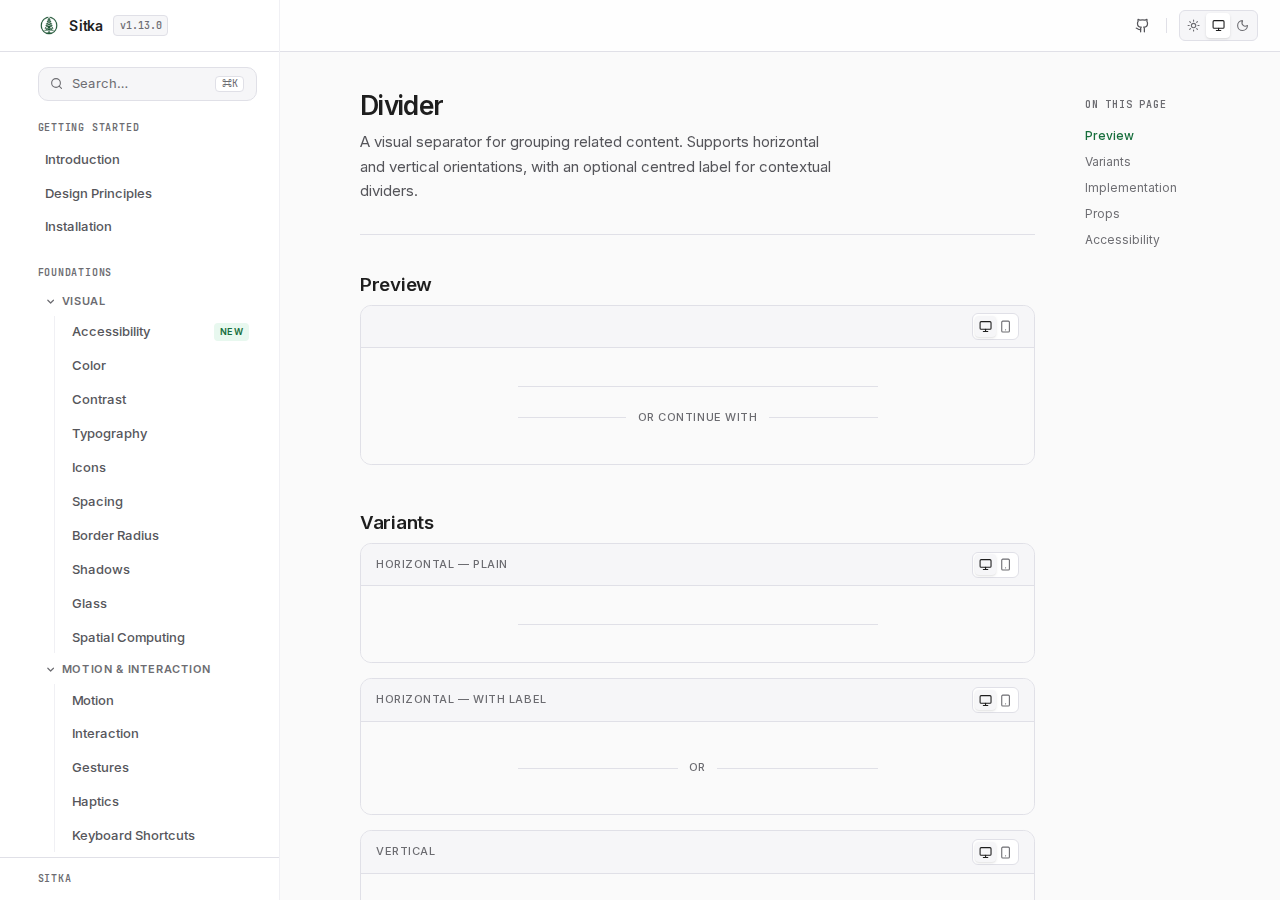 Sitka v1.13.0
Search... ⌘K
GETTING STARTED
Introduction
Design Principles
Installation
FOUNDATIONS
VISUAL
Accessibility NEW
Color
Contrast
Typography
Icons
Spacing
Border Radius
Shadows
Glass
Spatial Computing
MOTION & INTERACTION
Motion
Interaction
Gestures
Haptics
Keyboard Shortcuts
SITKA
Divider
A visual separator for grouping related content. Supports horizontal
and vertical orientations, with an optional centred label for contextual
dividers.
Preview
OR CONTINUE WITH
Variants
HORIZONTAL — PLAIN
HORIZONTAL — WITH LABEL
OR
VERTICAL
ON THIS PAGE
Preview
Variants
Implementation
Props
Accessibility